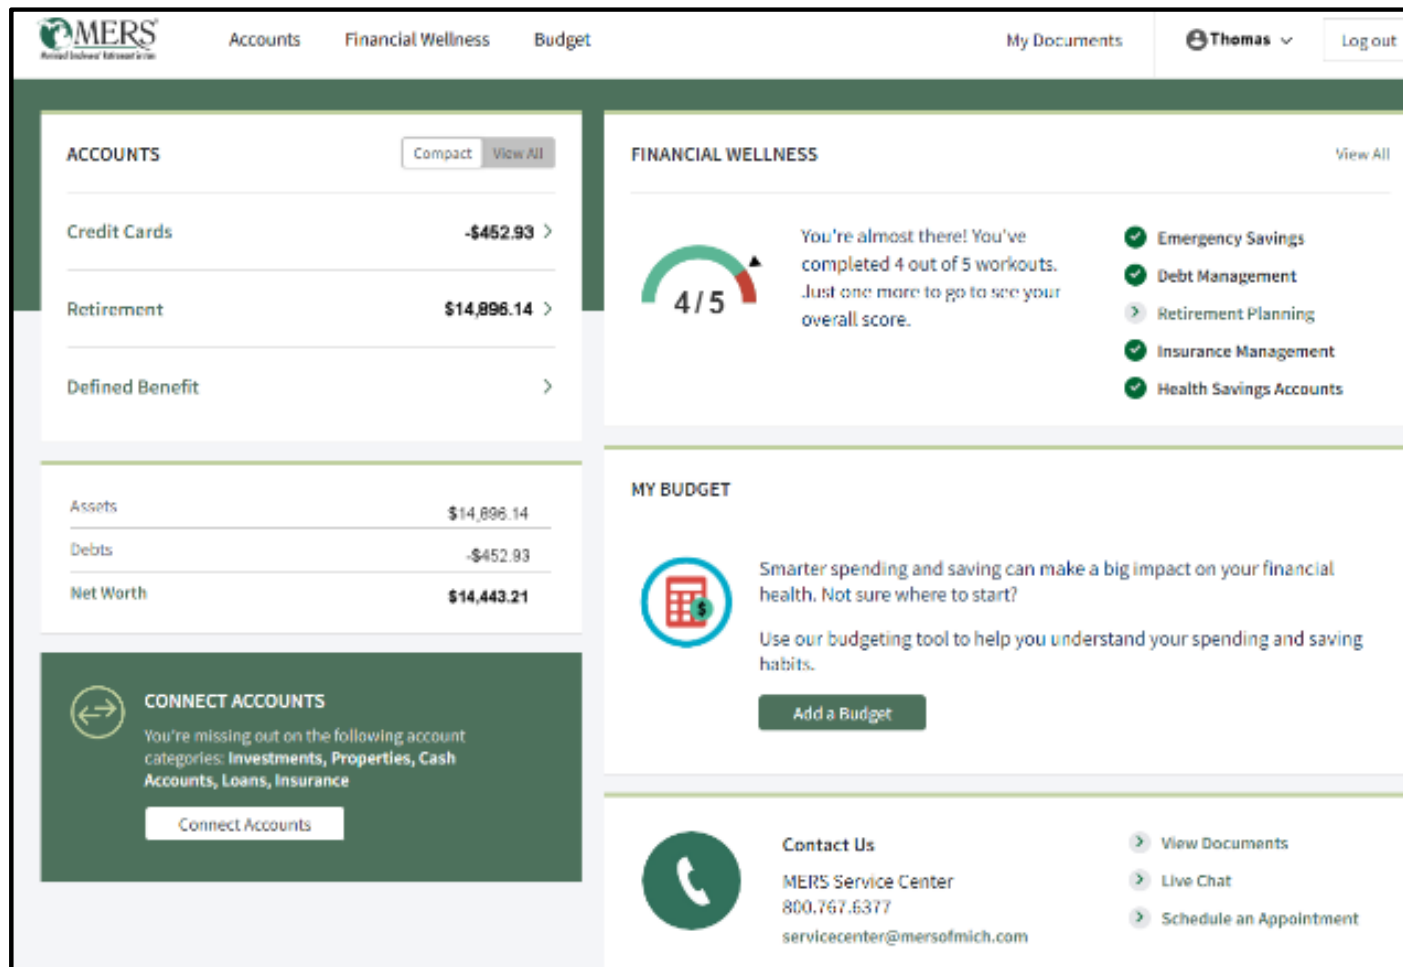 MERS
Accounts Financial Wellness Budget My Documents Thomas Log out
ACCOUNTS Compact View All
Credit Cards -$452.93
Retirement $14,896.14
Defined Benefit
Assets $14,896.14
Debts -$452.93
Net Worth $14,443.21
CONNECT ACCOUNTS
You're missing out on the following account
categories: Investments, Properties, Cash
Accounts, Loans, Insurance
Connect Accounts
FINANCIAL WELLNESS View All
4/5
You're almost there! You've
completed 4 out of 5 workouts.
Just one more to go to see your
overall score.
Emergency Savings
Debt Management
Retirement Planning
Insurance Management
Health Savings Accounts
MY BUDGET
$
Smarter spending and saving can make a big impact on your financial
health. Not sure where to start?
Use our budgeting tool to help you understand your spending and saving
habits.
Add a Budget
Contact Us
MERS Service Center
800.767.6377
servicecenter@mersofmich.com
View Documents
Live Chat
Schedule an Appointment